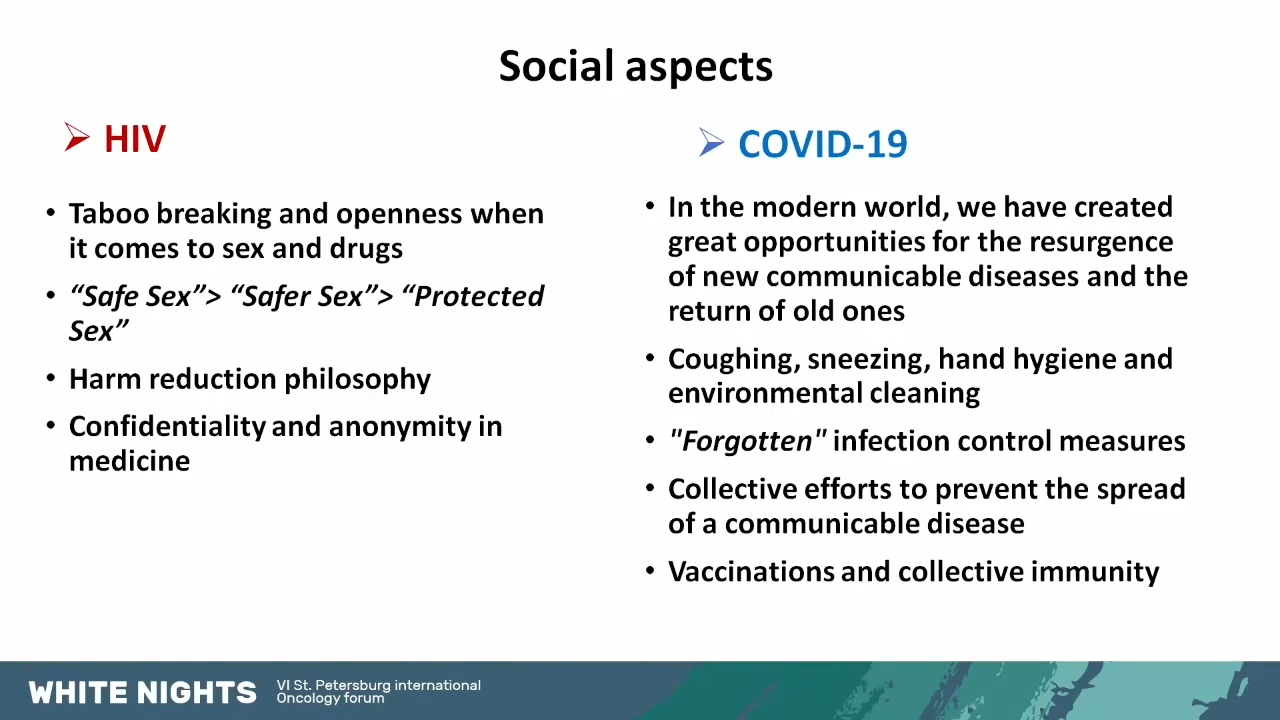 Social aspects
HIV
• Taboo breaking and openness when
it comes to sex and drugs
• “Safe Sex”> “Safer Sex”> “Protected
Sex”
• Harm reduction philosophy
• Confidentiality and anonymity in
medicine
COVID-19
• In the modern world, we have created
great opportunities for the resurgence
of new communicable diseases and the
return of old ones
• Coughing, sneezing, hand hygiene and
environmental cleaning
• "Forgotten" infection control measures
• Collective efforts to prevent the spread
of a communicable disease
• Vaccinations and collective immunity
WHITE NIGHTS
VI St. Petersburg international
Oncology forum